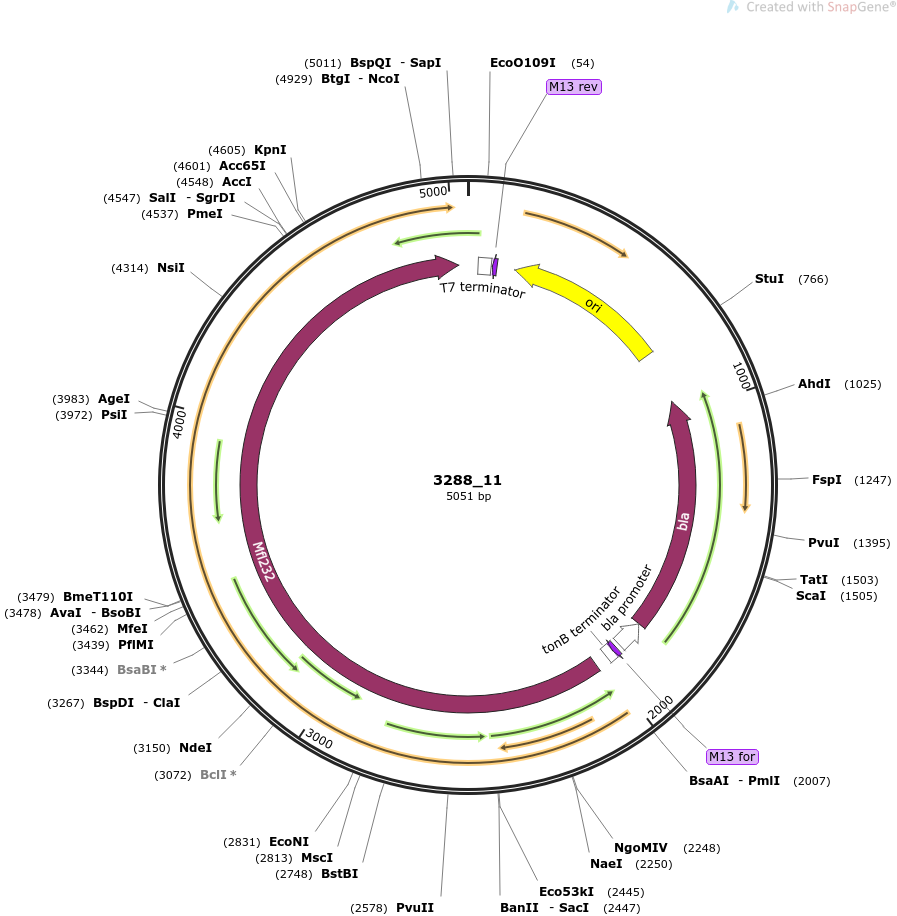 Created with SnapGene®
(5011) BspQI - SapI
EcoO109I (54)
(4929) BtgI - NcoI
M13 rev
(4605) KpnI
(4601) Acc65I
(4548) AccI
(4547) SalI - SgrDI
(4537) PmeI
5000
(4314) NsiI
T7 terminator
ori
StuI (766)
1000
AhdI (1025)
(3983) AgeI
(3972) PsiI
4000
3288_11
5051 bp
FspI (1247)
bla
PvuI (1395)
Mfl232
TatI (1503)
ScaI (1505)
(3479) BmeT110I
(3478) AvaI - BsoBI
(3462) MfeI
(3439) PflMI
tonB terminator
bla promoter
(3344) BsaBI *
(3267) BspDI - ClaI
2000
(3150) NdeI
3000
M13 for
(3072) BclI *
BsaAI - PmlI (2007)
(2831) EcoNI
(2813) MscI
(2748) BstBI
NgoMIV (2248)
NaeI (2250)
Eco53kI (2445)
(2578) PvuII
BanII - SacI (2447)